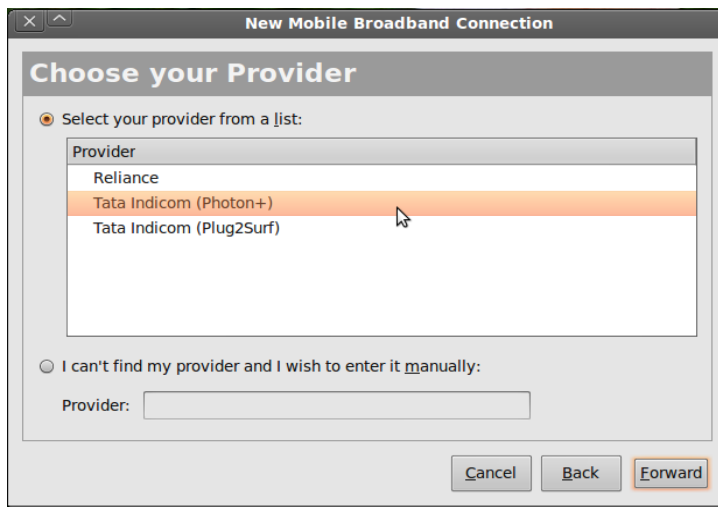 New Mobile Broadband Connection
Choose your Provider
Select your provider from a list:
Provider
Reliance
Tata Indicom (Photon+)
Tata Indicom (Plug2Surf)
I can't find my provider and I wish to enter it manually:
Provider:
Cancel Back Forward